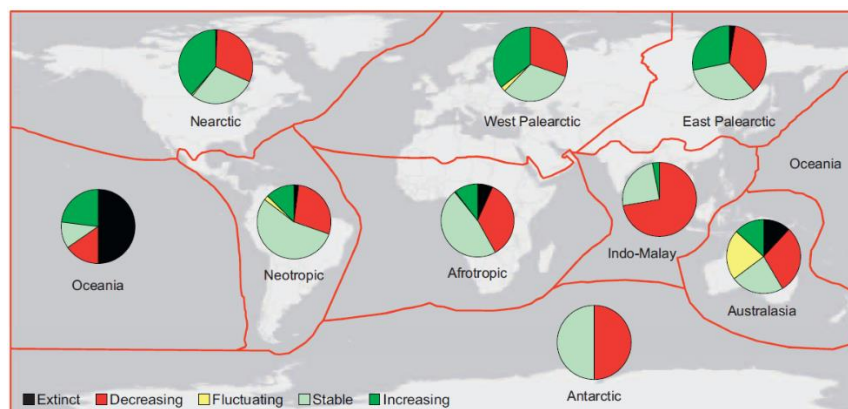 Nearctic
West Palearctic
East Palearctic
Oceania
Oceania
Neotropic
Afrotropic
Indo-Malay
Australasia
Antarctic
Extinct Decreasing Fluctuating Stable Increasing